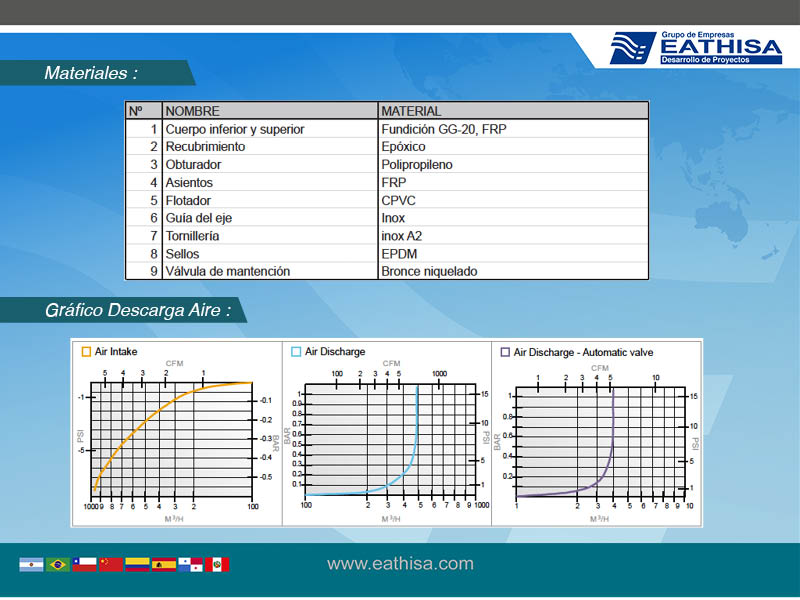 Grupo de Empresas
EATHISA
Desarrollo de Proyectos
Materiales :
Nº NOMBRE MATERIAL
1 Cuerpo inferior y superior Fundición GG-20, FRP
2 Recubrimiento Epóxico
3 Obturador Polipropileno
4 Asientos FRP
5 Flotador CPVC
6 Guía del eje Inox
7 Tornillería inox A2
8 Sellos EPDM
9 Válvula de mantención Bronce niquelado
Gráfico Descarga Aire :
Air Intake
CFM
5 4 3 2 1
-1
-5
PSI
-0.1
-0.2
-0.3
-0.4
-0.5
BAR
1000 9 8 7 6 5 4 3 2 100
M³/H
Air Discharge
CFM
100 2 3 4 5 1000
1
0.9
0.8
0.7
0.6
0.5
0.4
0.3
0.2
0.1
BAR
15
10
5
1
PSI
100 2 3 4 5 6 7 8 9 1000
M³/H
Air Discharge - Automatic valve
CFM
1 2 3 4 5 10
1
0.8
0.6
0.4
0.2
BAR
15
10
5
1
PSI
1 2 3 4 5 6 7 8 9 10
M³/H
www.eathisa.com